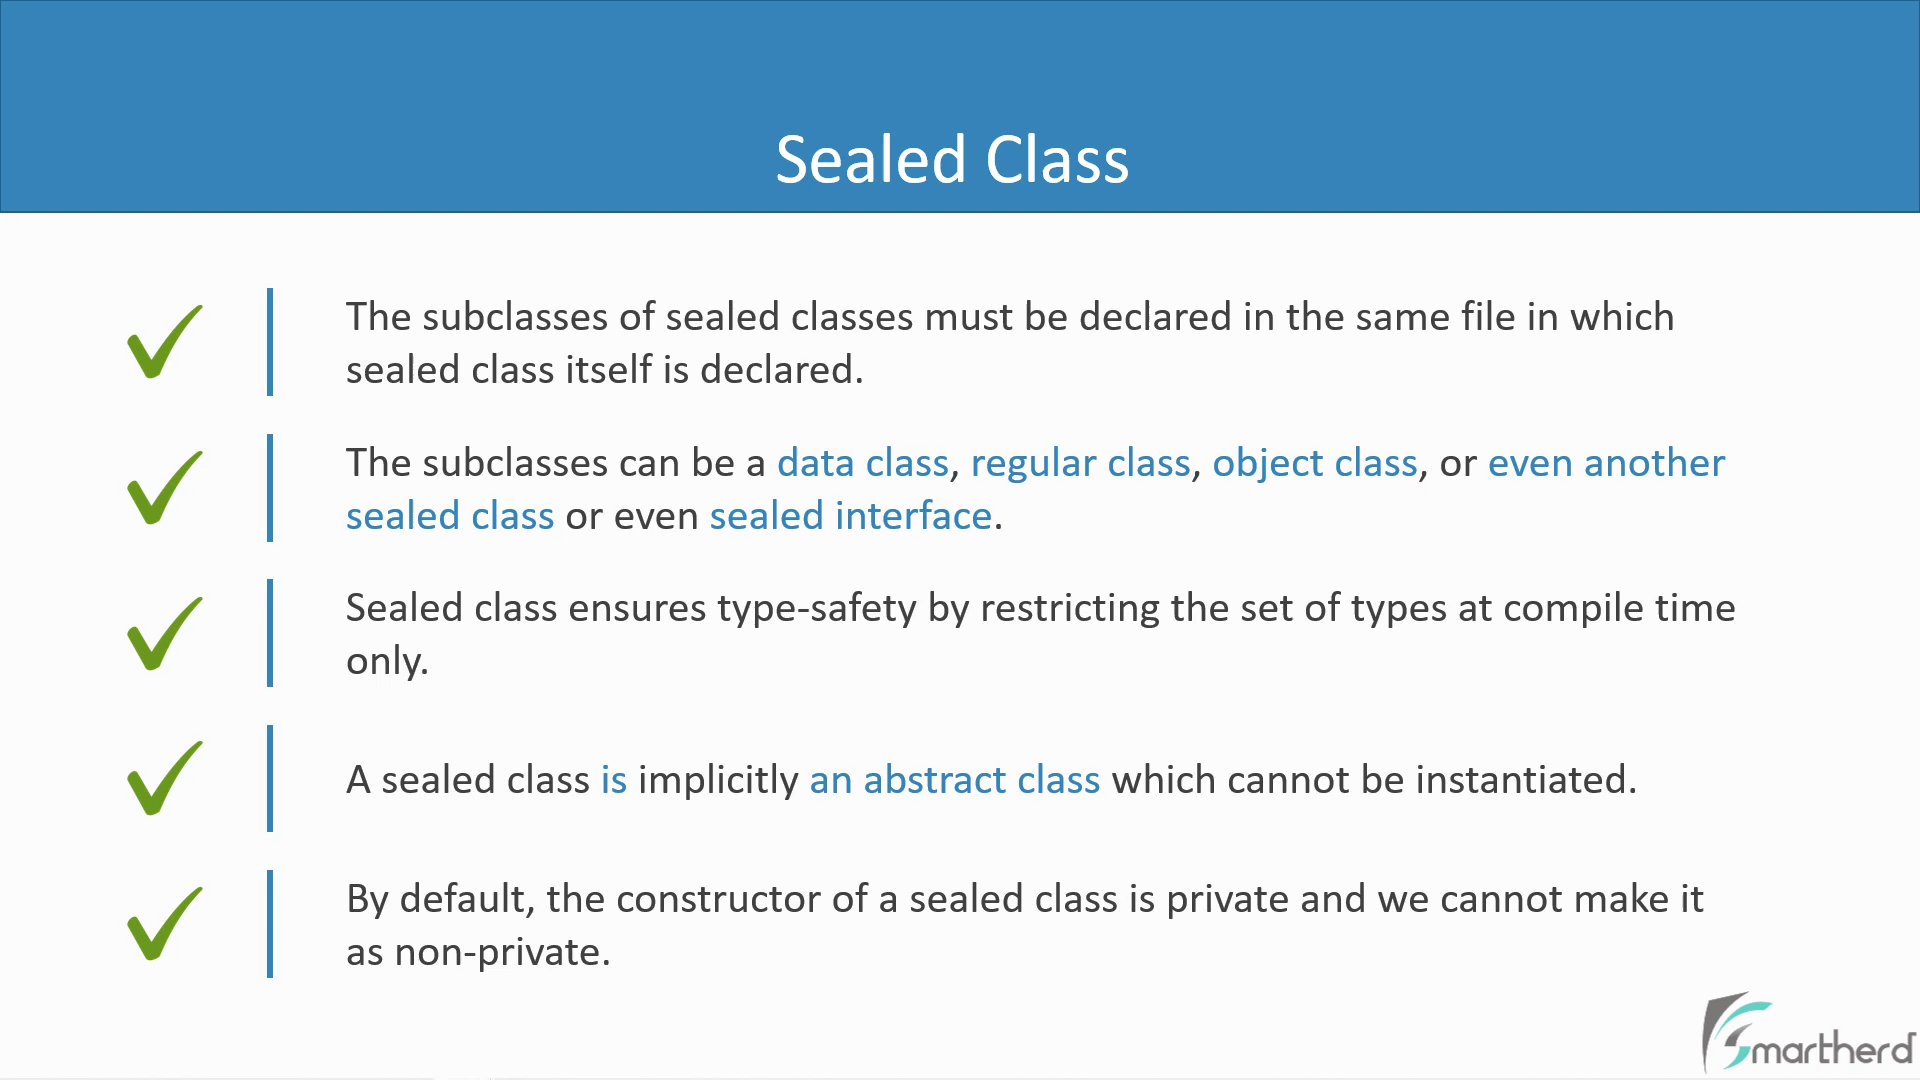 Sealed Class
The subclasses of sealed classes must be declared in the same file in which
sealed class itself is declared.
The subclasses can be a data class, regular class, object class, or even another
sealed class or even sealed interface.
Sealed class ensures type-safety by restricting the set of types at compile time
only.
A sealed class is implicitly an abstract class which cannot be instantiated.
By default, the constructor of a sealed class is private and we cannot make it
as non-private.
Smartherd